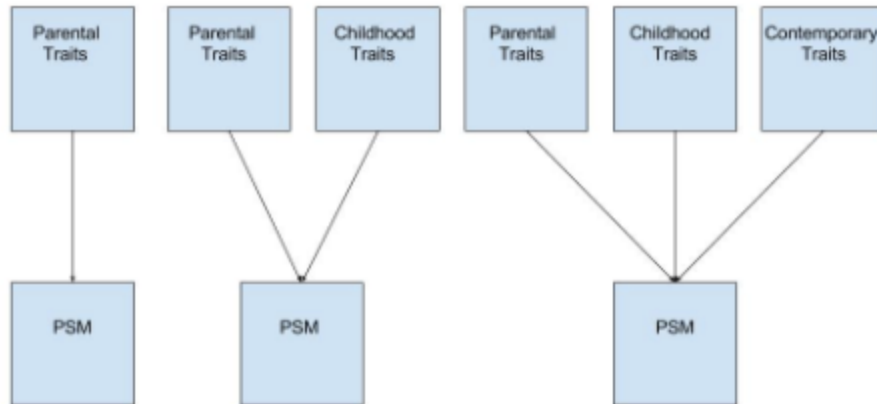 Parental
Traits
Parental
Traits
Childhood
Traits
Parental
Traits
Childhood
Traits
Contemporary
Traits
PSM
PSM
PSM